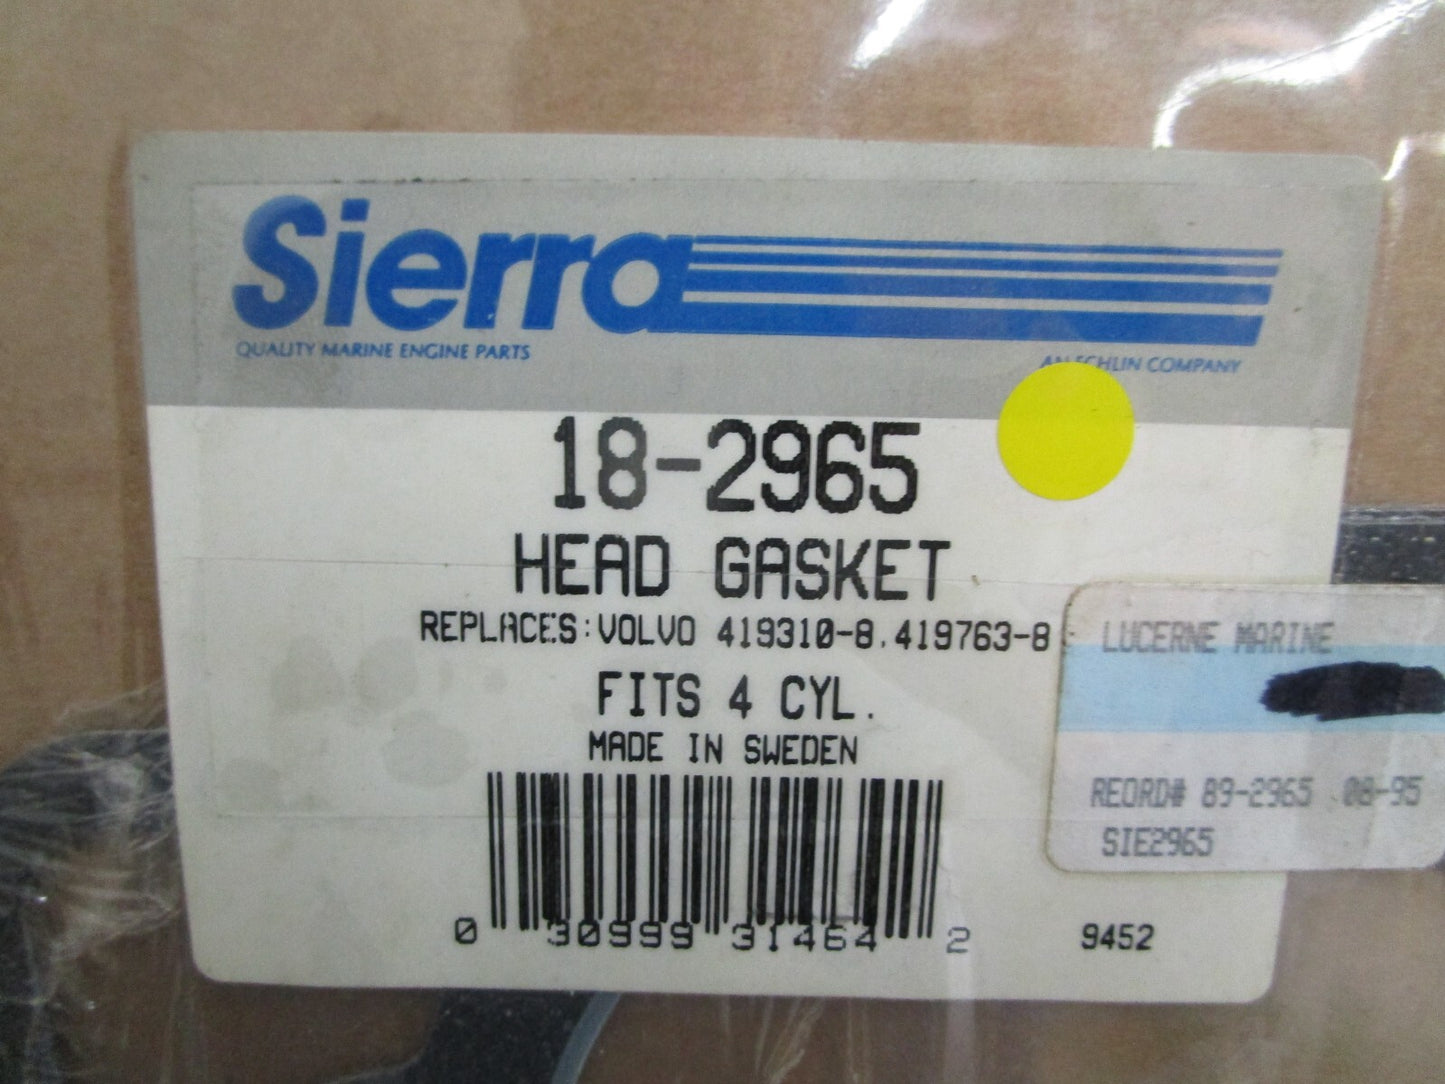 Sierra
QUALITY MARINE ENGINE PARTS
AN ECHLIN COMPANY
18-2965
HEAD GASKET
REPLACES: VOLVO 419310-8, 419763-8
FITS 4 CYL.
MADE IN SWEDEN
0 30999 31464 2
9452
LUCERNE MARINE
REORD# 89-2965 08-95
SIE2965